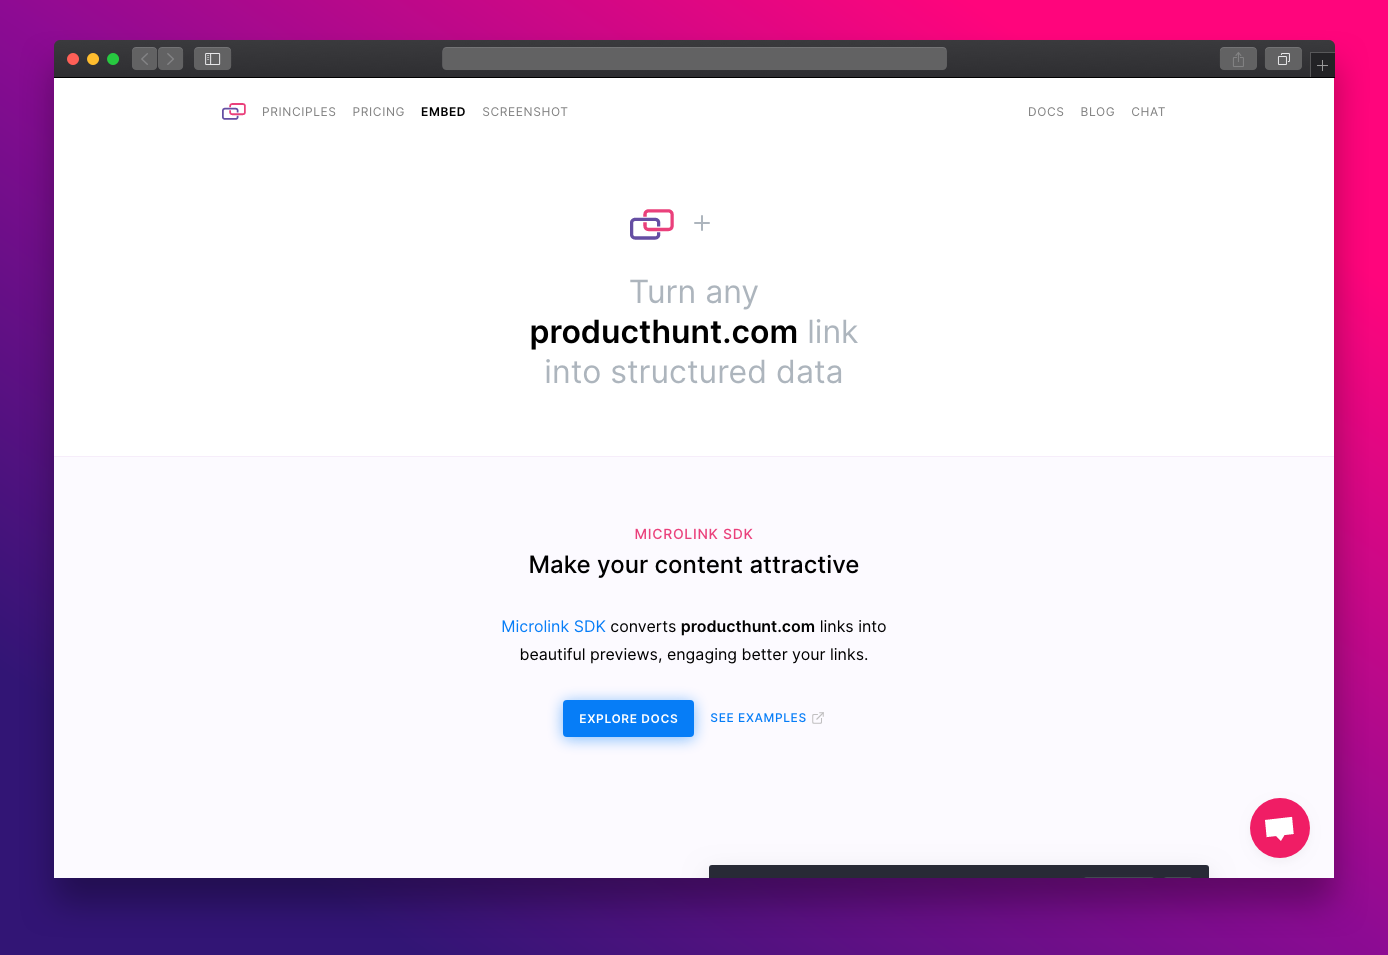 PRINCIPLES PRICING EMBED SCREENSHOT DOCS BLOG CHAT
Turn any
producthunt.com link
into structured data
MICROLINK SDK
Make your content attractive
Microlink SDK converts producthunt.com links into
beautiful previews, engaging better your links.
EXPLORE DOCS SEE EXAMPLES